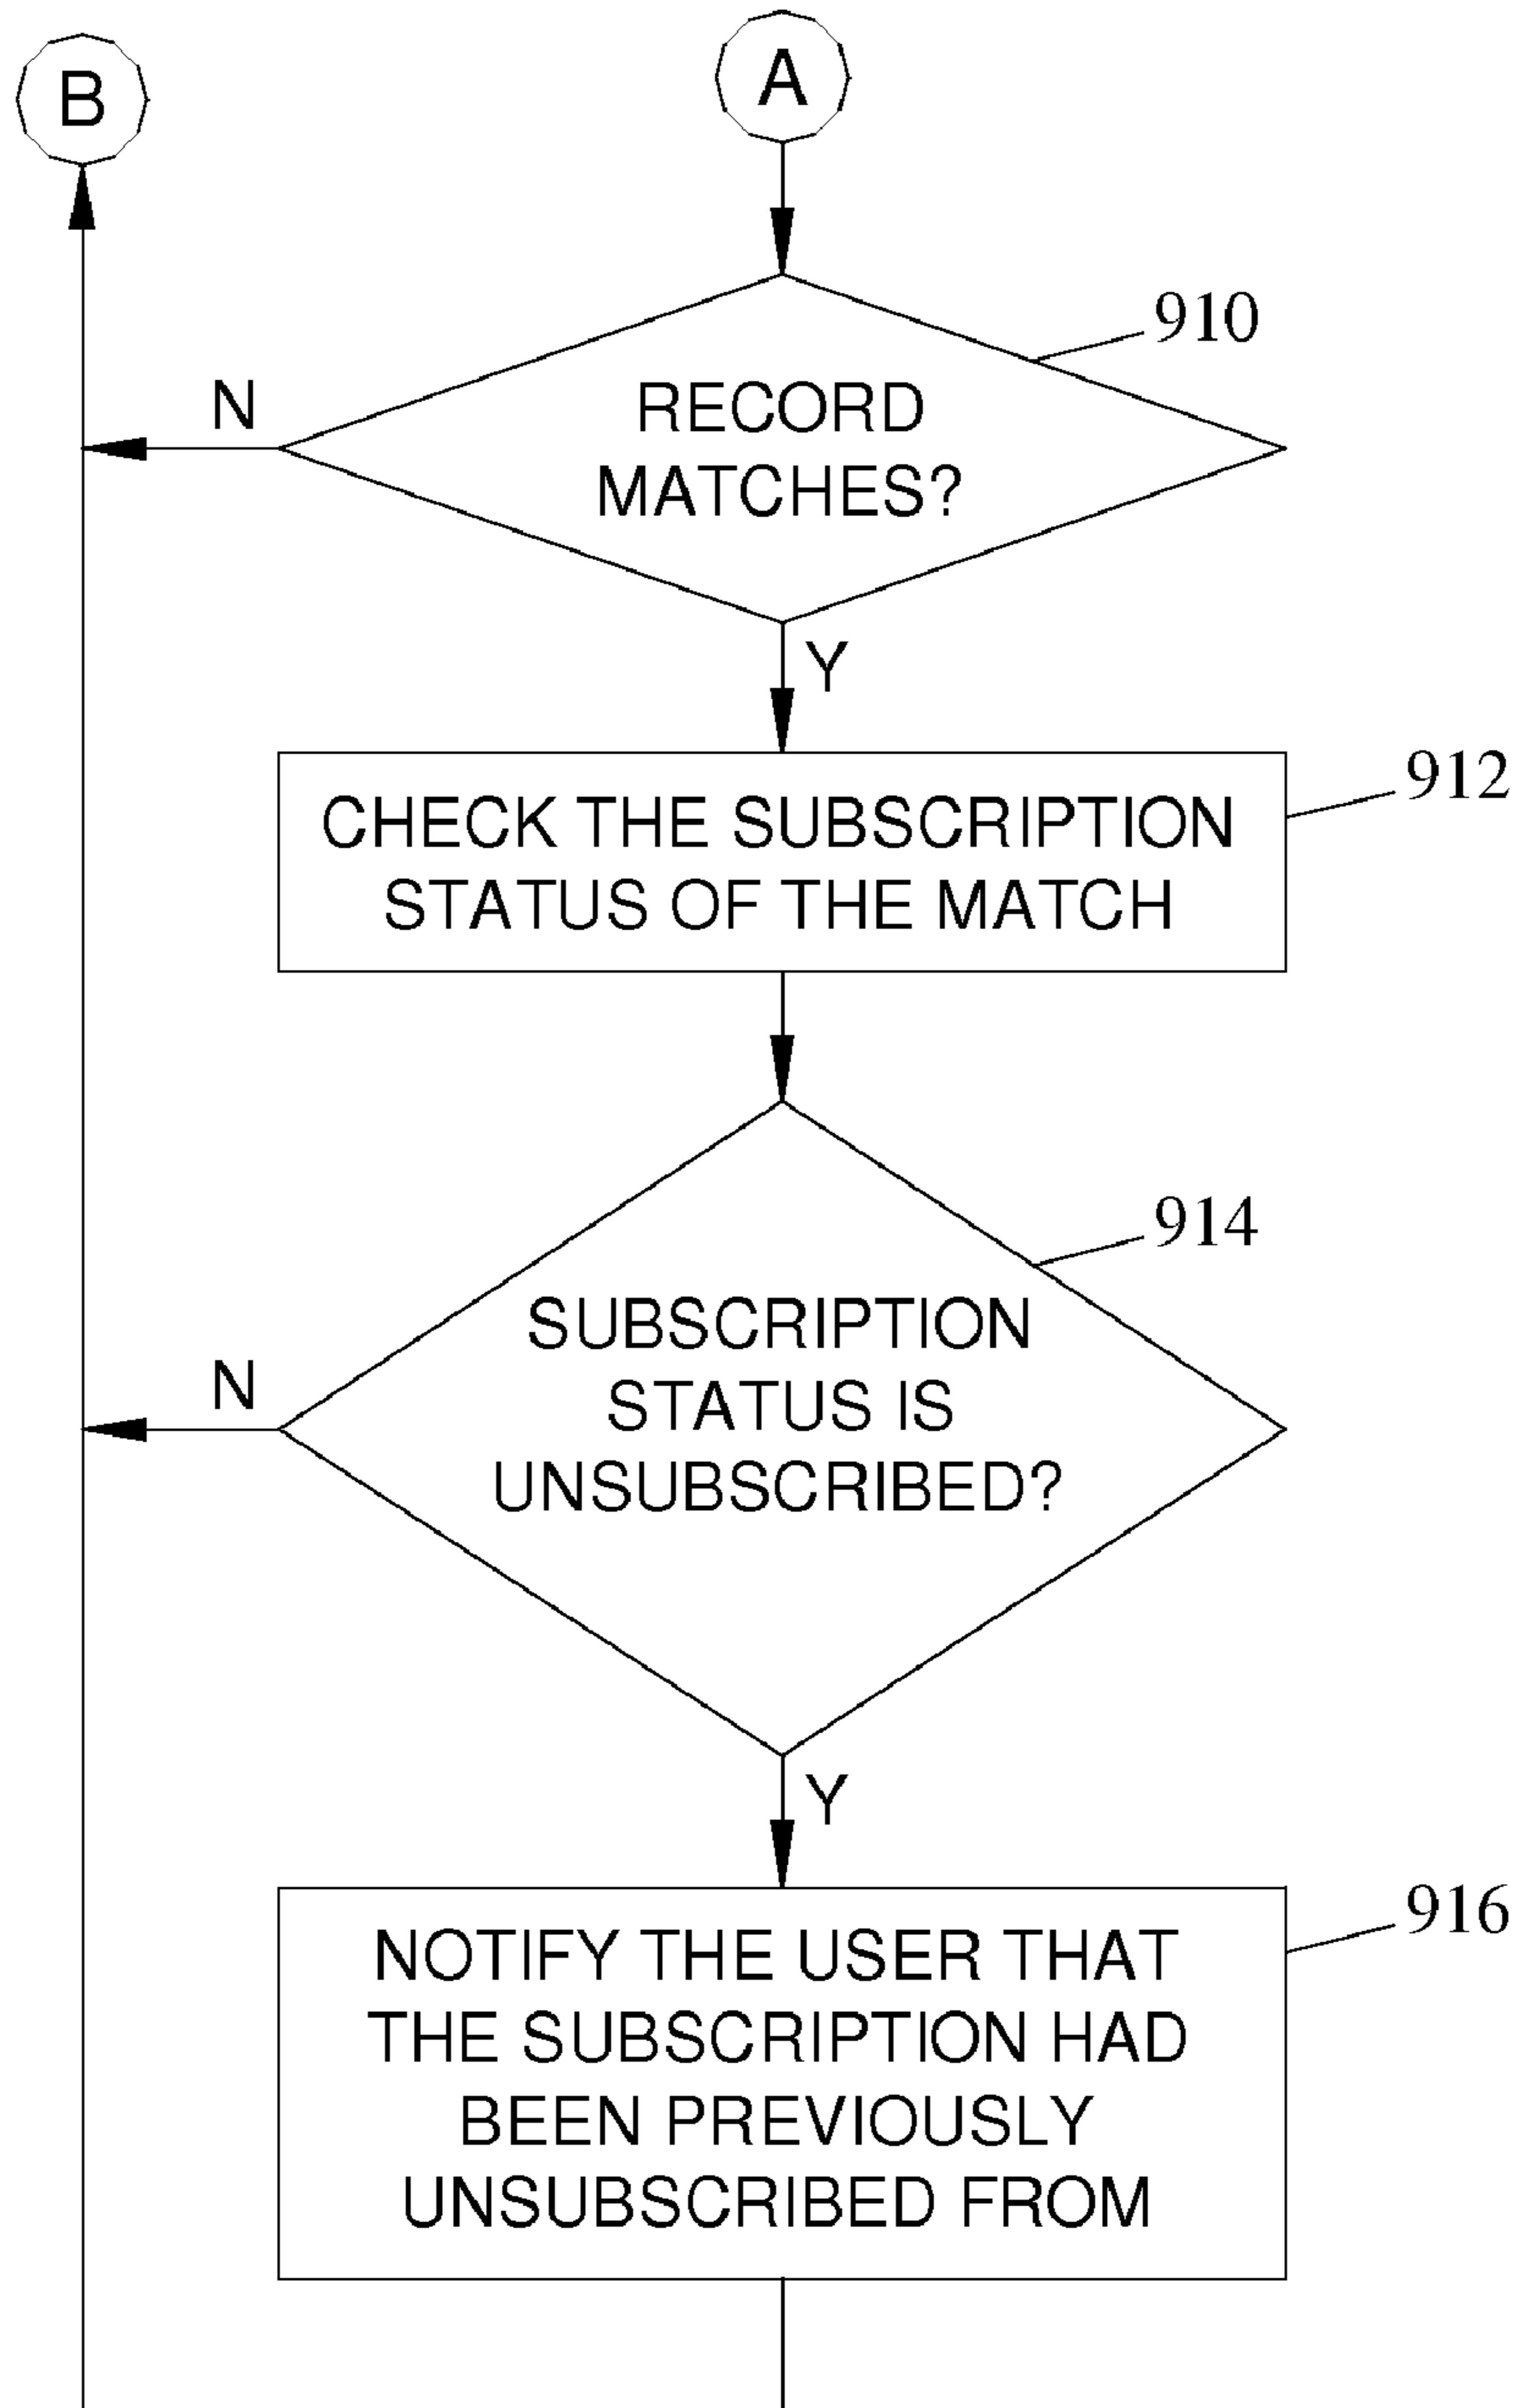 B
A
910
RECORD
MATCHES?
N
Y
912
CHECK THE SUBSCRIPTION
STATUS OF THE MATCH
914
SUBSCRIPTION
STATUS IS
UNSUBSCRIBED?
N
Y
916
NOTIFY THE USER THAT
THE SUBSCRIPTION HAD
BEEN PREVIOUSLY
UNSUBSCRIBED FROM